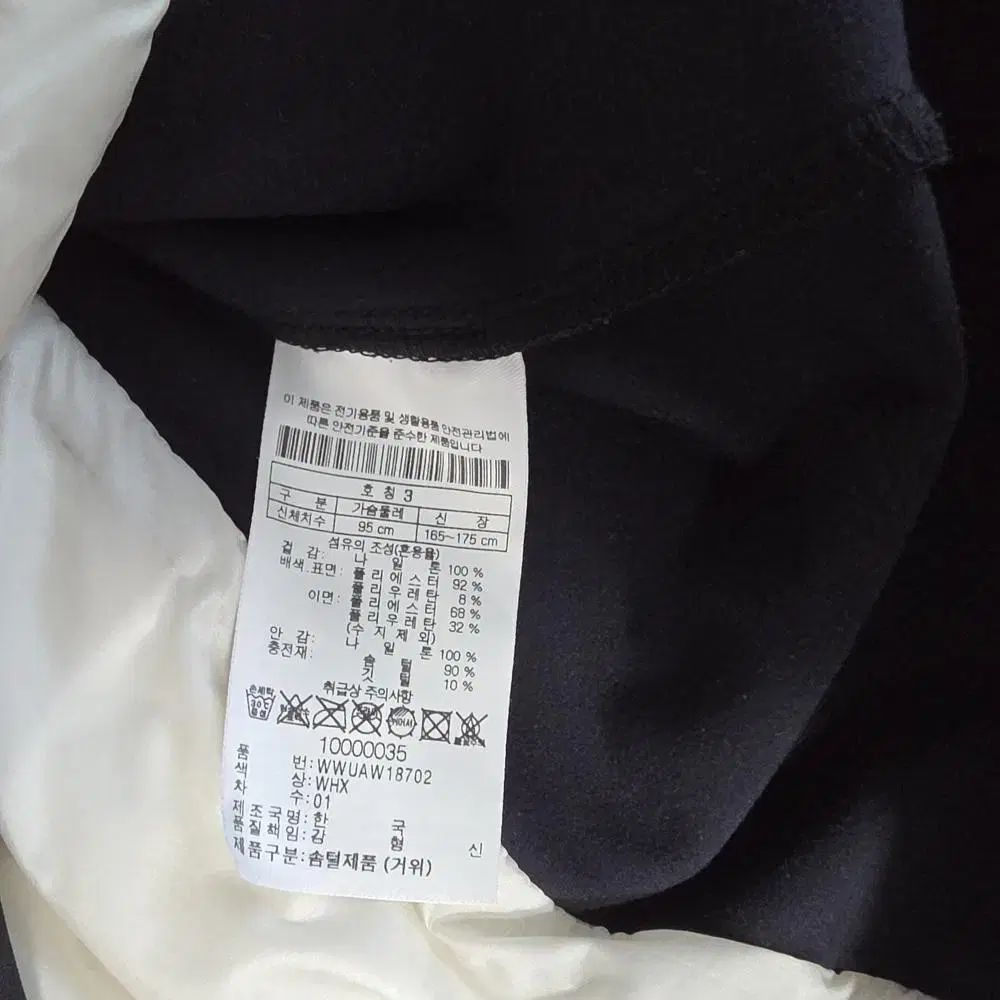 이 제품은 전기용품 및 생활용품 안전관리법에
따른 안전기준을 준수한 제품입니다
호 칭 3
구 분 가슴둘레 신 장
신체치수 95 cm 165~175 cm
섬유의 조성(혼용율)
겉 감: 나 일 론 100 %
배색.표면: 폴 리 에 스 터 92 %
폴 리 우 레 탄 8 %
이면: 폴 리 에 스 터 68 %
폴 리 우 레 탄 32 %
(수 지 제 외)
안 감: 나 일 론 100 %
충전재: 솜 털 90 %
깃 털 10 %
취급상 주의사항
손세탁 30℃ 중성
10000035
품 번: WWUAW18702
색 상: WHX
차 수: 01
제 조 국 명: 한 국
품 질 책 임: 감 형 신
제품구분: 솜털제품 (거위)